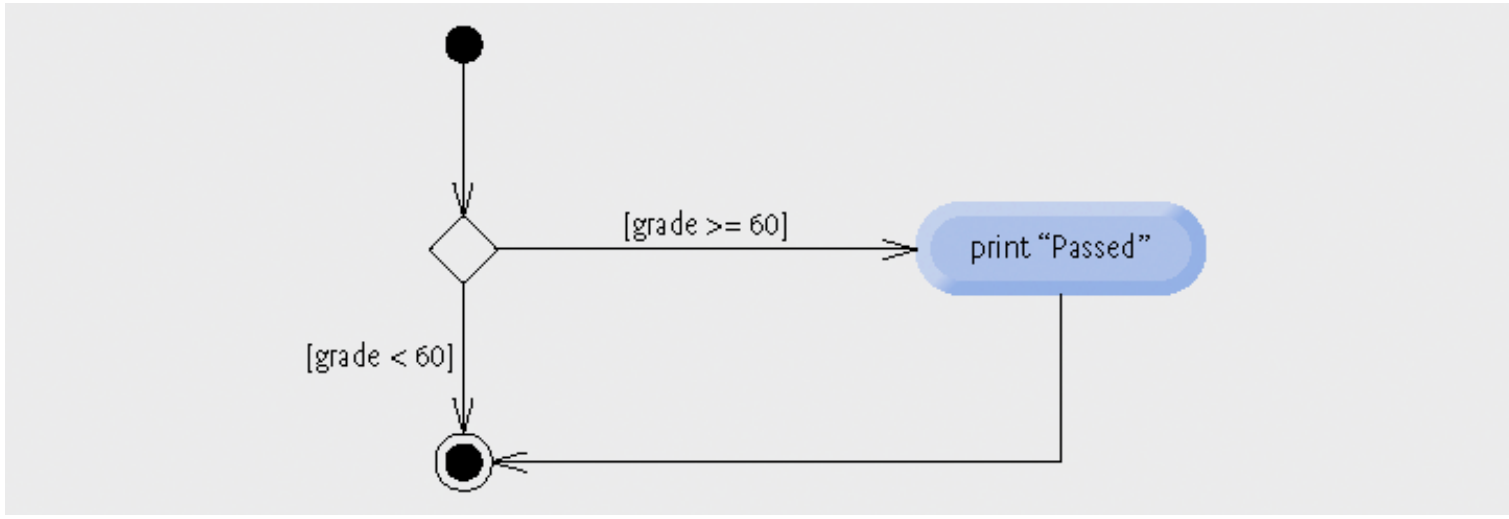 [grade >= 60]
print “Passed”
[grade < 60]